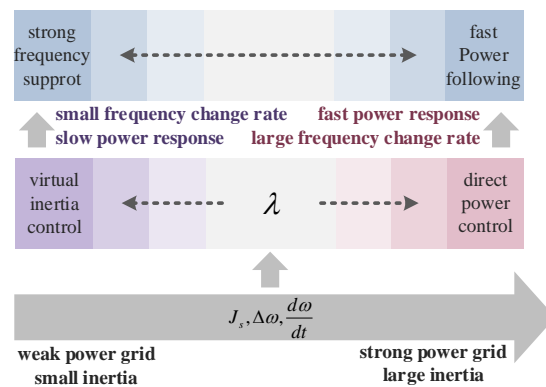 strong
frequency
supprot
fast
Power
following
small frequency change rate
slow power response
fast power response
large frequency change rate
virtual
inertia
control
λ
direct
power
control
J_s, Δω, dω/dt
weak power grid
small inertia
strong power grid
large inertia